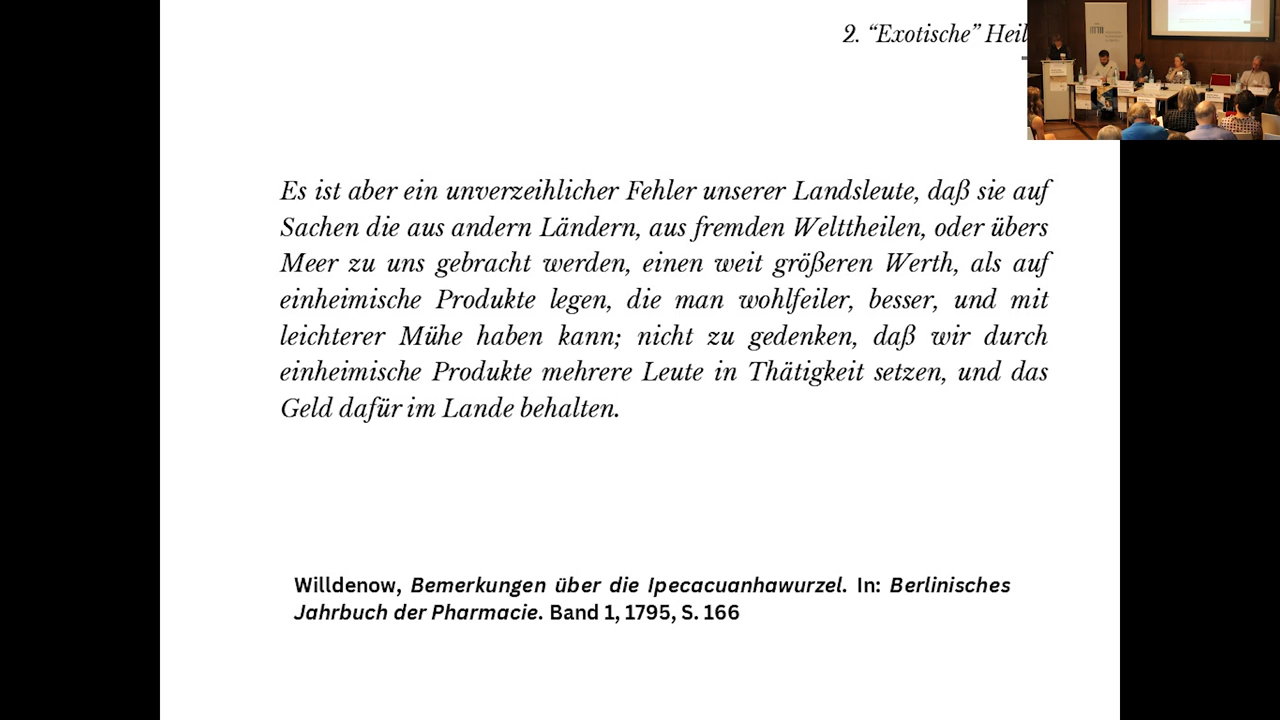 2. “Exotische” Heil
Es ist aber ein unverzeihlicher Fehler unserer Landsleute, daß sie auf
Sachen die aus andern Ländern, aus fremden Welttheilen, oder übers
Meer zu uns gebracht werden, einen weit größeren Werth, als auf
einheimische Produkte legen, die man wohlfeiler, besser, und mit
leichterer Mühe haben kann; nicht zu gedenken, daß wir durch
einheimische Produkte mehrere Leute in Thätigkeit setzen, und das
Geld dafür im Lande behalten.
Willdenow, Bemerkungen über die Ipecacuanhawurzel. In: Berlinisches
Jahrbuch der Pharmacie. Band 1, 1795, S. 166